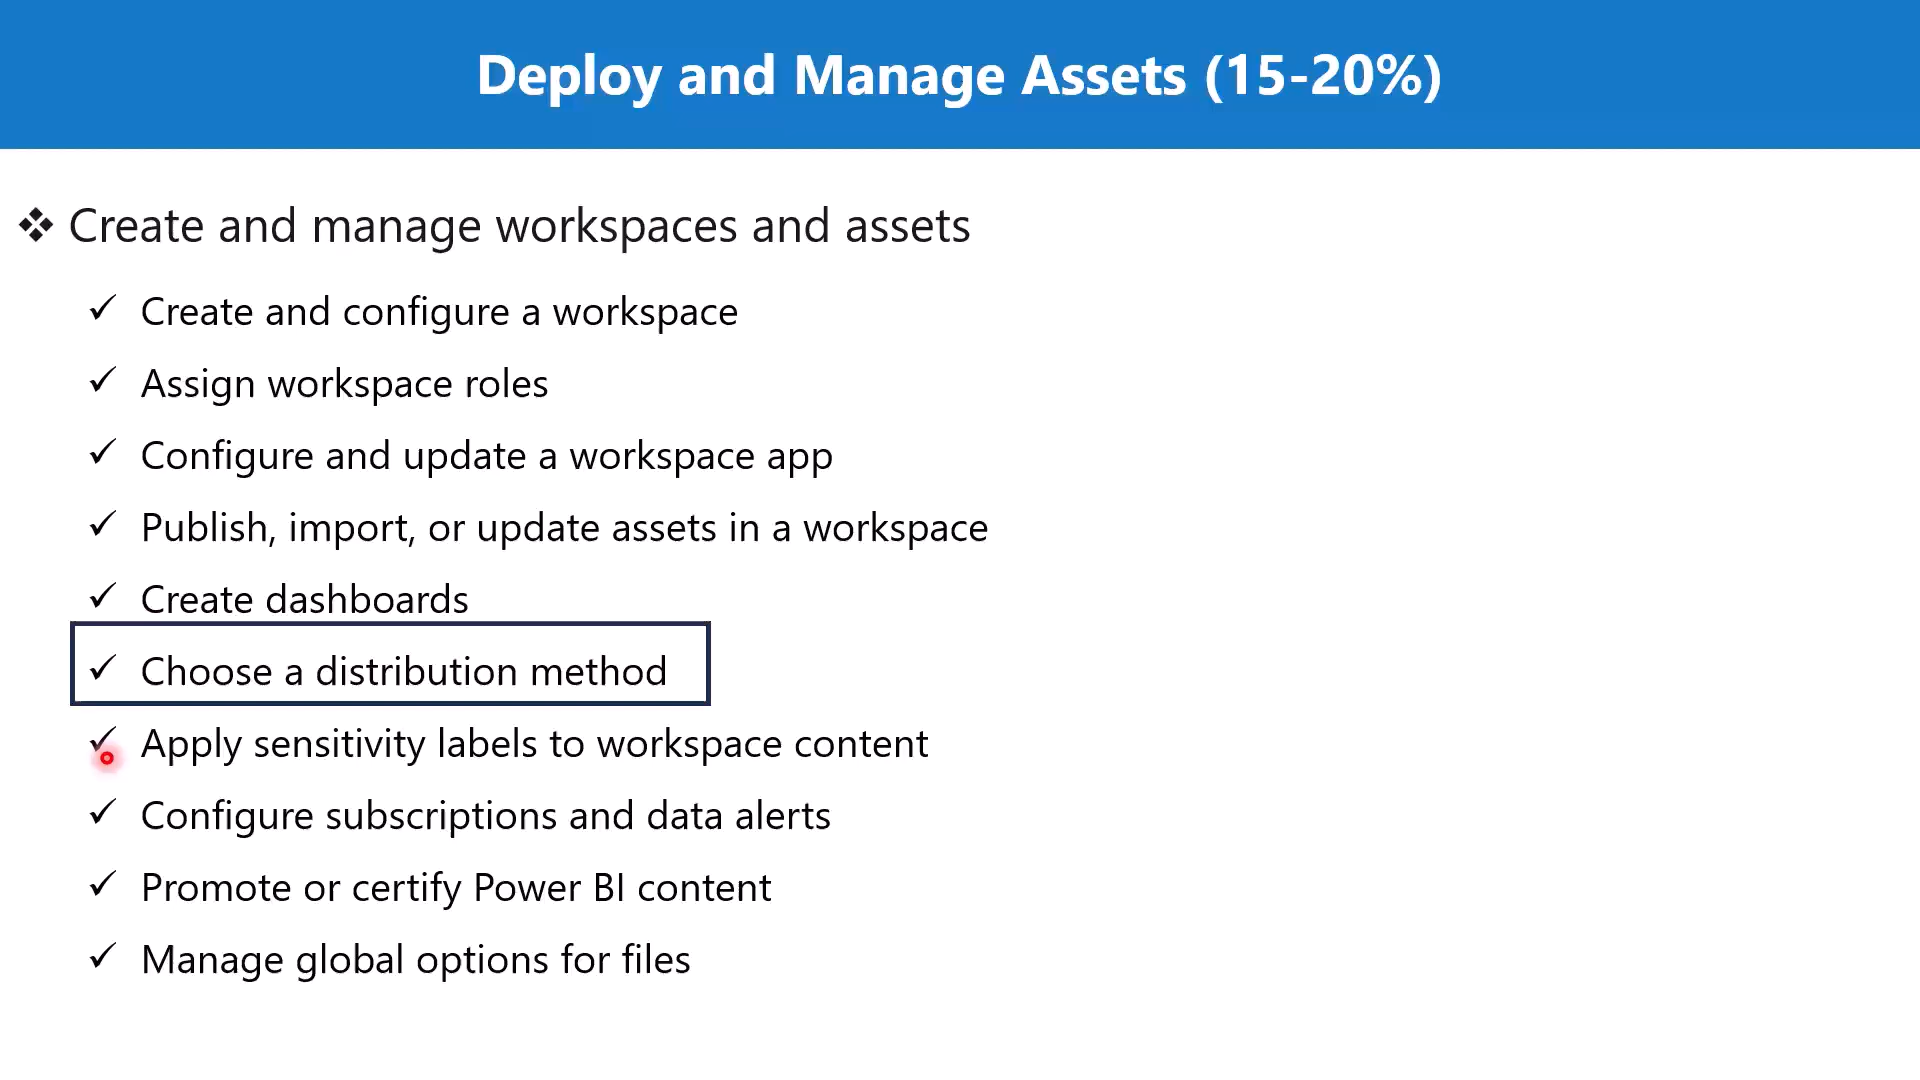 Deploy and Manage Assets (15-20%)
Create and manage workspaces and assets
Create and configure a workspace
Assign workspace roles
Configure and update a workspace app
Publish, import, or update assets in a workspace
Create dashboards
Choose a distribution method
Apply sensitivity labels to workspace content
Configure subscriptions and data alerts
Promote or certify Power BI content
Manage global options for files